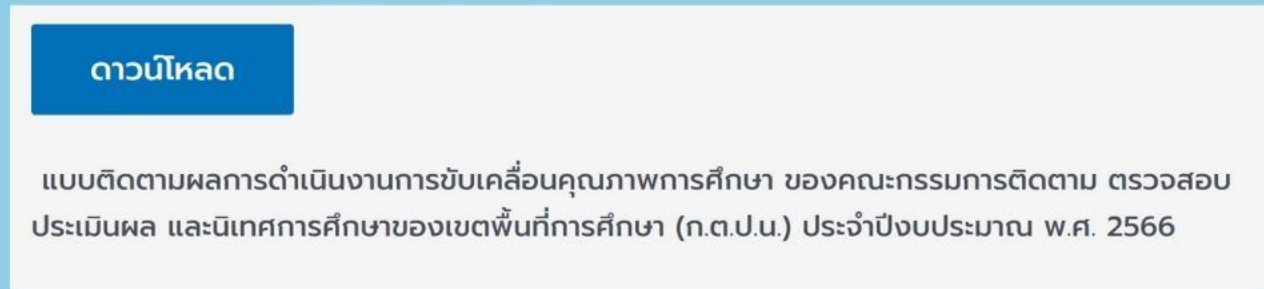 ดาวน์โหลด
แบบติดตามผลการดำเนินงานการขับเคลื่อนคุณภาพการศึกษา ของคณะกรรมการติดตาม ตรวจสอบ
ประเมินผล และนิเทศการศึกษาของเขตพื้นที่การศึกษา (ก.ต.ป.น.) ประจำปีงบประมาณ พ.ศ. 2566